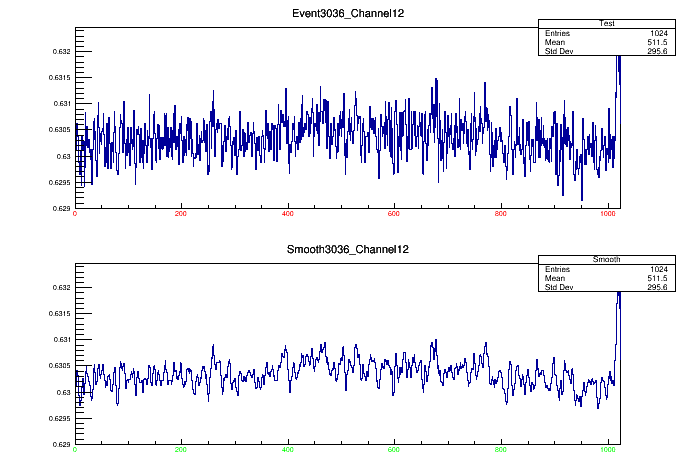 Event3036_Channel12
Test
Entries 1024
Mean 511.5
Std Dev 295.6
0.632
0.6315
0.631
0.6305
0.63
0.6295
0.629
0 200 400 600 800 1000
Smooth3036_Channel12
Smooth
Entries 1024
Mean 511.5
Std Dev 295.6
0.632
0.6315
0.631
0.6305
0.63
0.6295
0.629
0 200 400 600 800 1000